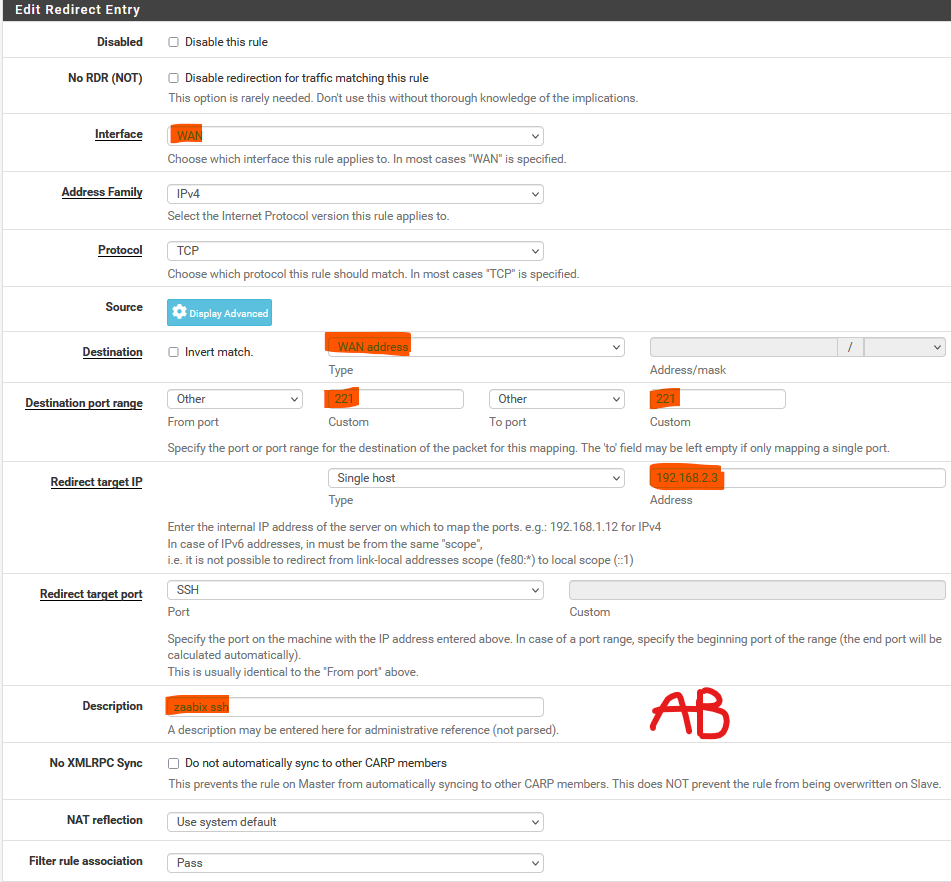 Edit Redirect Entry
Disabled Disable this rule
No RDR (NOT) Disable redirection for traffic matching this rule
This option is rarely needed. Don't use this without thorough knowledge of the implications.
Interface WAN
Choose which interface this rule applies to. In most cases "WAN" is specified.
Address Family IPv4
Select the Internet Protocol version this rule applies to.
Protocol TCP
Choose which protocol this rule should match. In most cases "TCP" is specified.
Source Display Advanced
Destination Invert match. WAN address /
Type Address/mask
Destination port range Other 221 Other 221
From port Custom To port Custom
Specify the port or port range for the destination of the packet for this mapping. The 'to' field may be left empty if only mapping a single port.
Redirect target IP Single host 192.168.2.3
Type Address
Enter the internal IP address of the server on which to map the ports. e.g.: 192.168.1.12 for IPv4
In case of IPv6 addresses, in must be from the same "scope",
i.e. it is not possible to redirect from link-local addresses scope (fe80:*) to local scope (::1)
Redirect target port SSH
Port Custom
Specify the port on the machine with the IP address entered above. In case of a port range, specify the beginning port of the range (the end port will be
calculated automatically).
This is usually identical to the "From port" above.
Description zaabix ssh
A description may be entered here for administrative reference (not parsed).
AB
No XMLRPC Sync Do not automatically sync to other CARP members
This prevents the rule on Master from automatically syncing to other CARP members. This does NOT prevent the rule from being overwritten on Slave.
NAT reflection Use system default
Filter rule association Pass